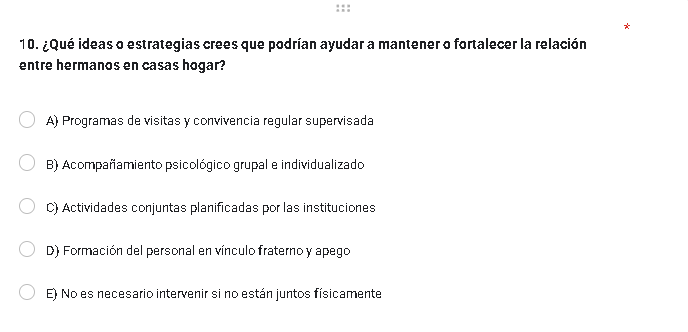 *
10. ¿Qué ideas o estrategias crees que podrían ayudar a mantener o fortalecer la relación
entre hermanos en casas hogar?
A) Programas de visitas y convivencia regular supervisada
B) Acompañamiento psicológico grupal e individualizado
C) Actividades conjuntas planificadas por las instituciones
D) Formación del personal en vínculo fraterno y apego
E) No es necesario intervenir si no están juntos físicamente